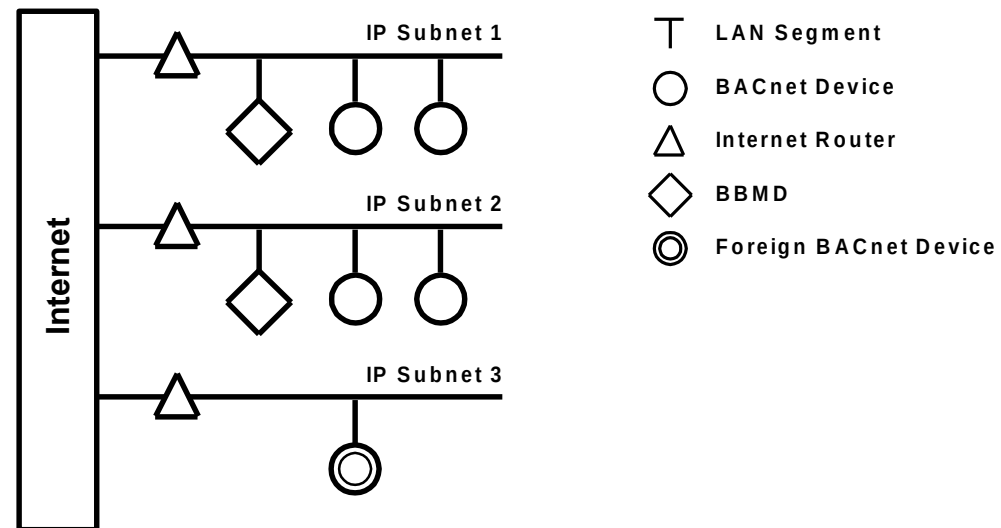 IP Subnet 1
IP Subnet 2
IP Subnet 3
Internet
LAN Segment
BACnet Device
Internet Router
BBMD
Foreign BACnet Device